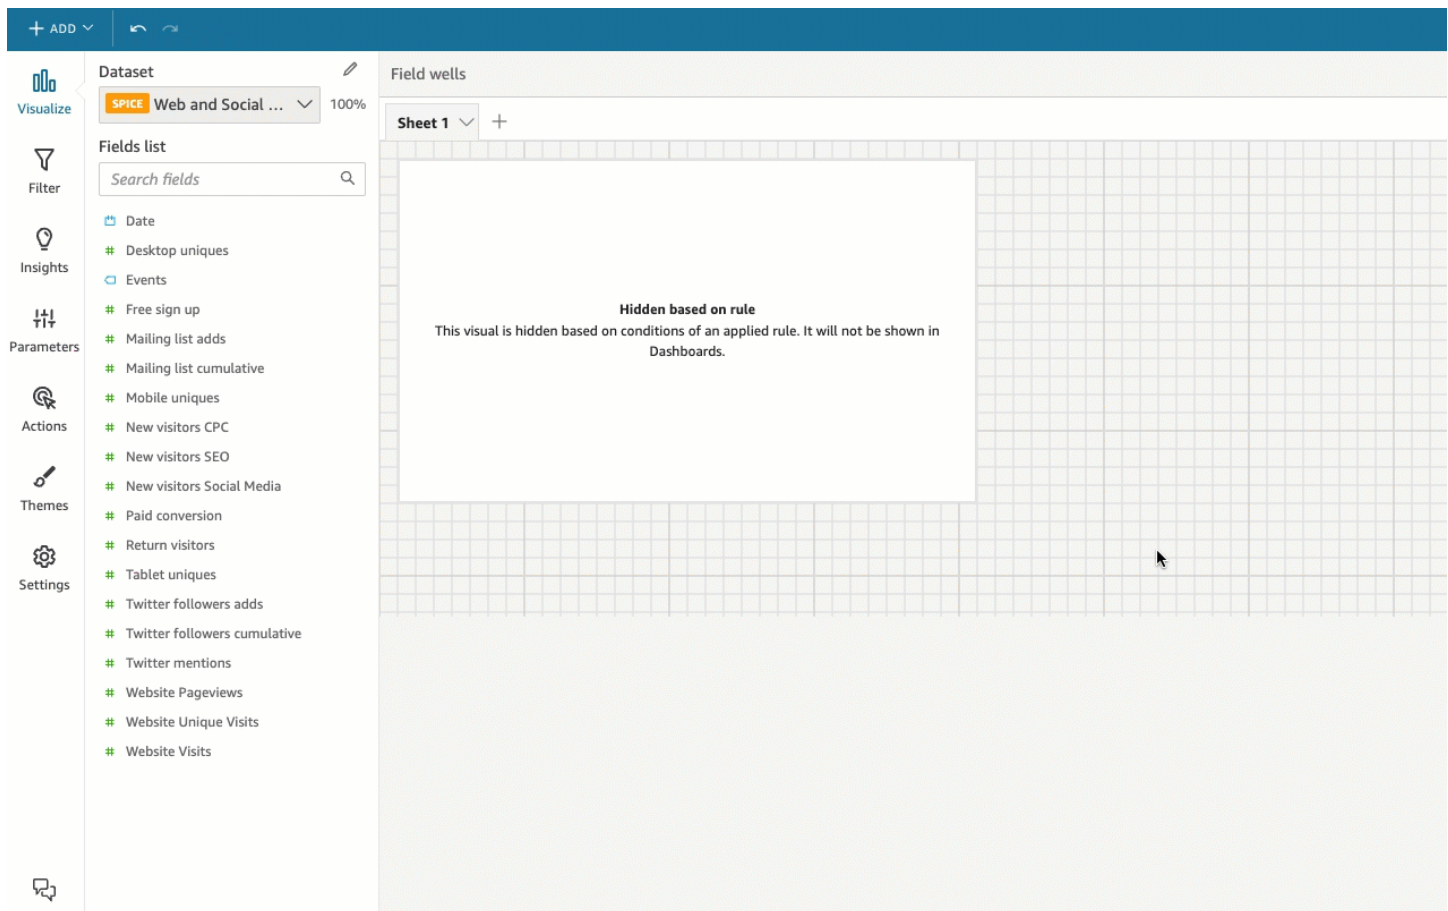 ADD
Visualize
Filter
Insights
Parameters
Actions
Themes
Settings
Dataset
SPICE Web and Social ... 100%
Fields list
Search fields
Date
Desktop uniques
Events
Free sign up
Mailing list adds
Mailing list cumulative
Mobile uniques
New visitors CPC
New visitors SEO
New visitors Social Media
Paid conversion
Return visitors
Tablet uniques
Twitter followers adds
Twitter followers cumulative
Twitter mentions
Website Pageviews
Website Unique Visits
Website Visits
Field wells
Sheet 1
Hidden based on rule
This visual is hidden based on conditions of an applied rule. It will not be shown in
Dashboards.